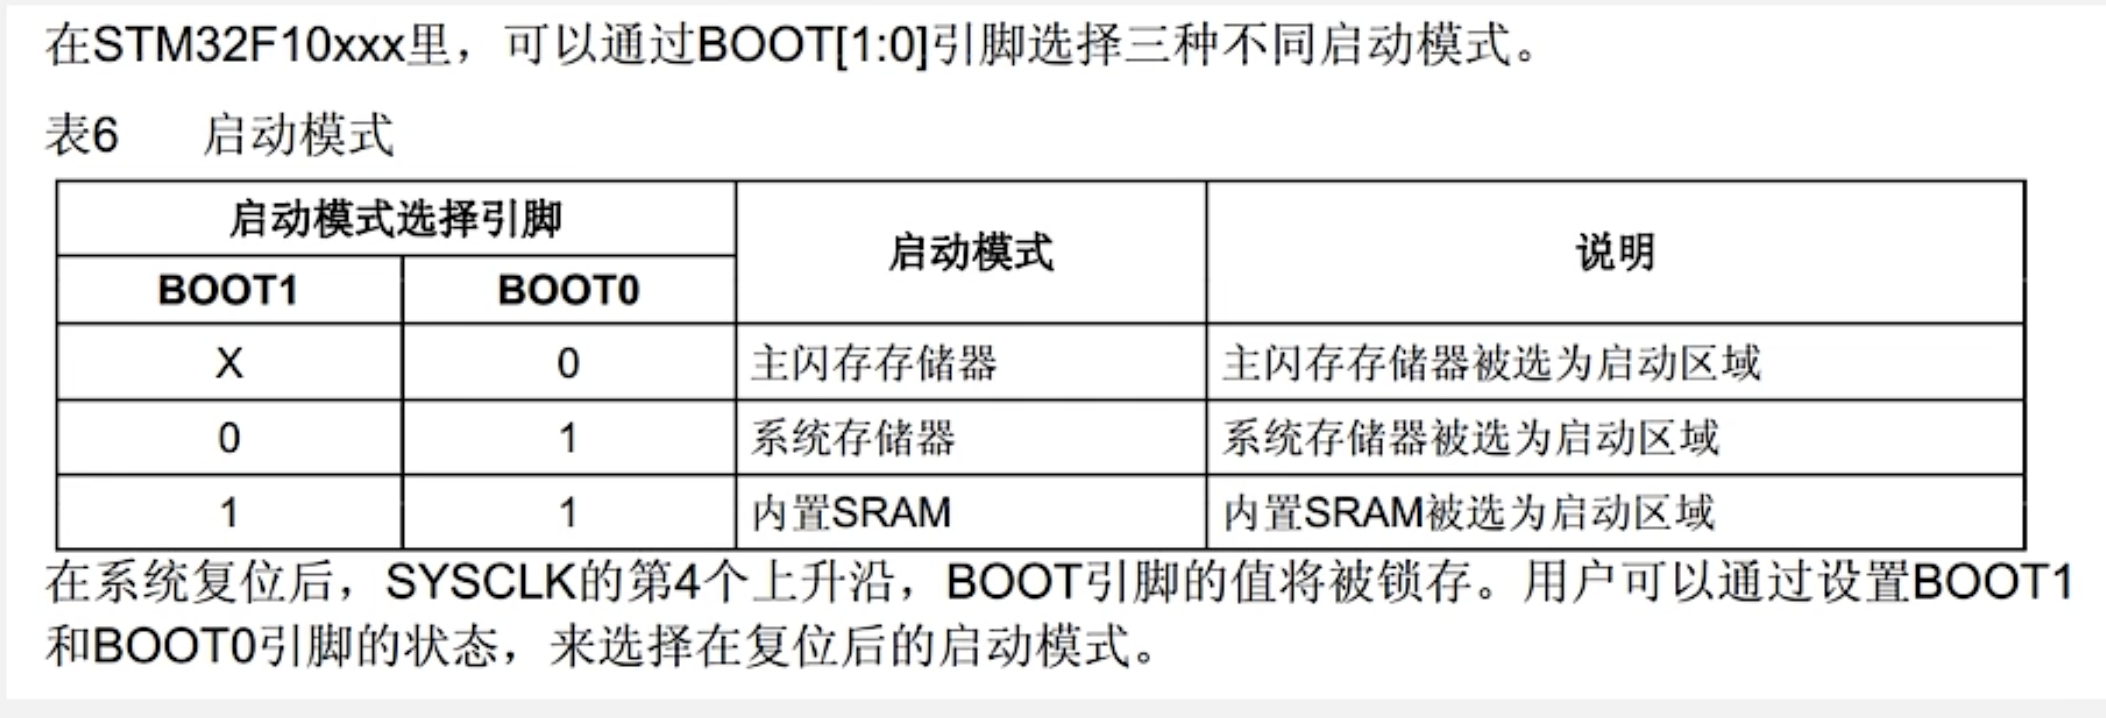 在STM32F10xxx里，可以通过BOOT[1:0]引脚选择三种不同启动模式。
表6 启动模式
启动模式选择引脚 启动模式 说明
BOOT1 BOOT0
X 0 主闪存存储器 主闪存存储器被选为启动区域
0 1 系统存储器 系统存储器被选为启动区域
1 1 内置SRAM 内置SRAM被选为启动区域
在系统复位后，SYSCLK的第4个上升沿，BOOT引脚的值将被锁存。用户可以通过设置BOOT1
和BOOT0引脚的状态，来选择在复位后的启动模式。